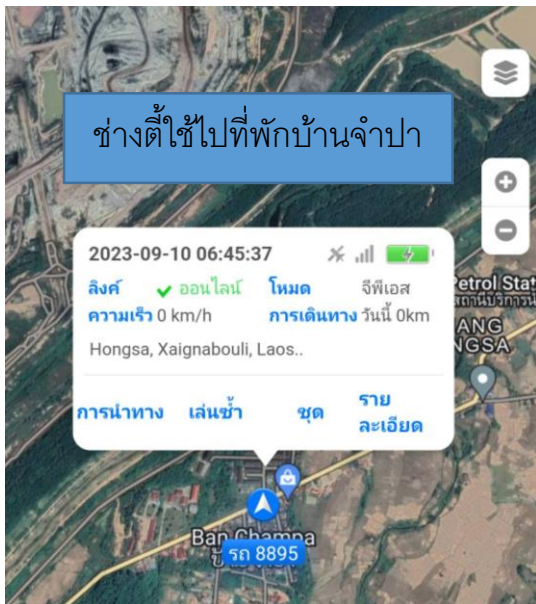 ช่างตี้ใช้ไปที่พักบ้านจำปา
2023-09-10 06:45:37
ลิงค์ ออนไลน์ โหมด จีพีเอส
ความเร็ว 0 km/h การเดินทาง วันนี้ 0km
Hongsa, Xaignabouli, Laos..
การนำทาง เล่นซ้ำ ชุด ราย
ละเอียด
Petrol Stat
สถานีบริการน้
ANG
NGSA
Ban Champa
รถ 8895